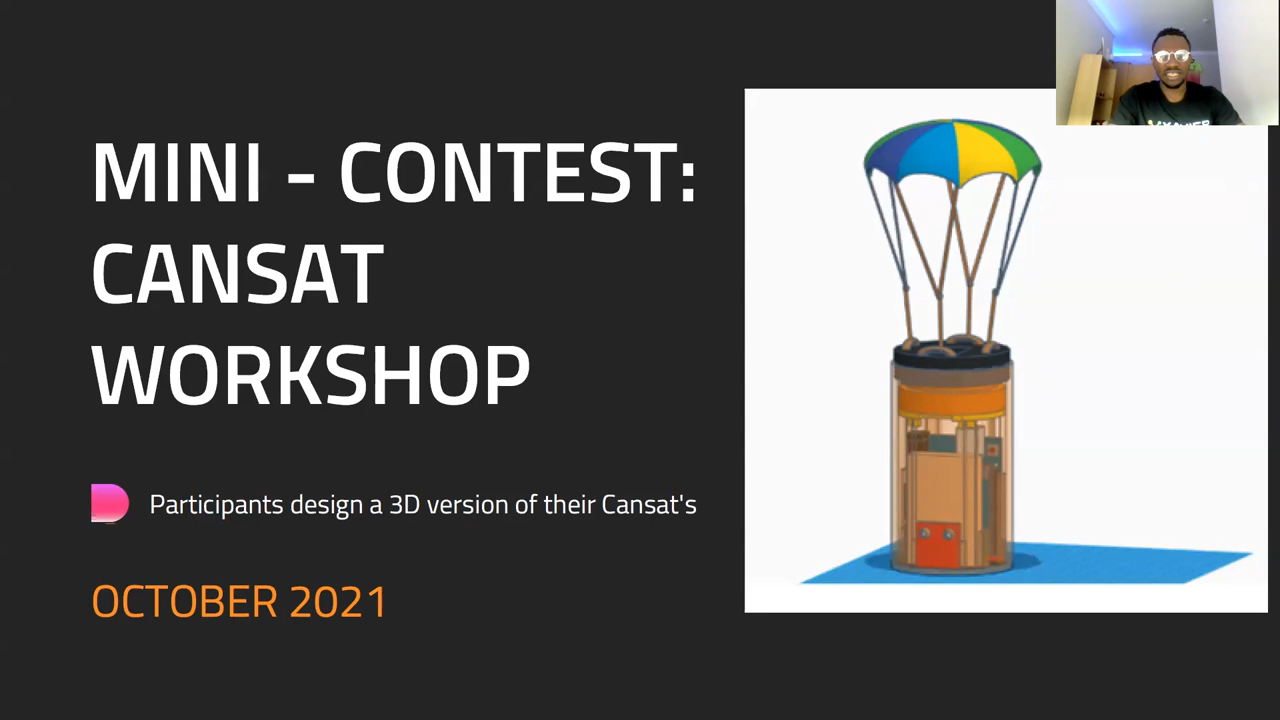 MINI - CONTEST:
CANSAT
WORKSHOP
Participants design a 3D version of their Cansat's
OCTOBER 2021